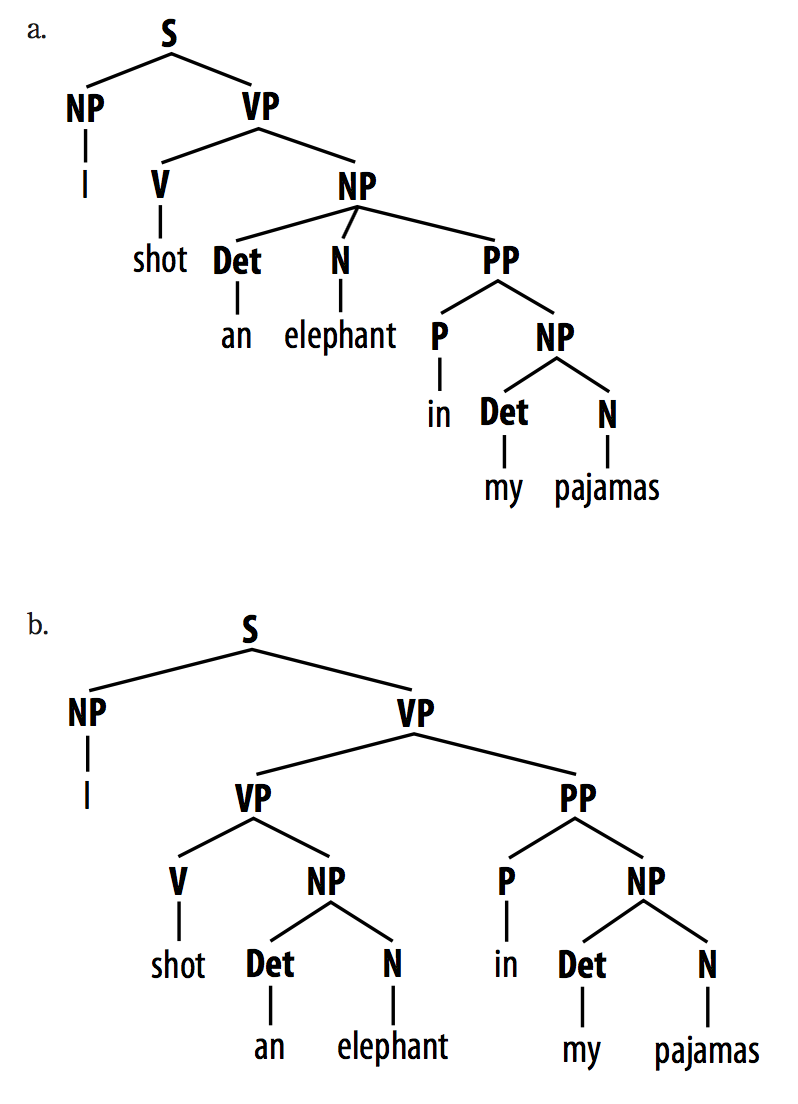 a.
S
NP VP
I V NP
shot Det N PP
an elephant P NP
in Det N
my pajamas
b.
S
NP VP
I VP PP
V NP P NP
shot Det N in Det N
an elephant my pajamas